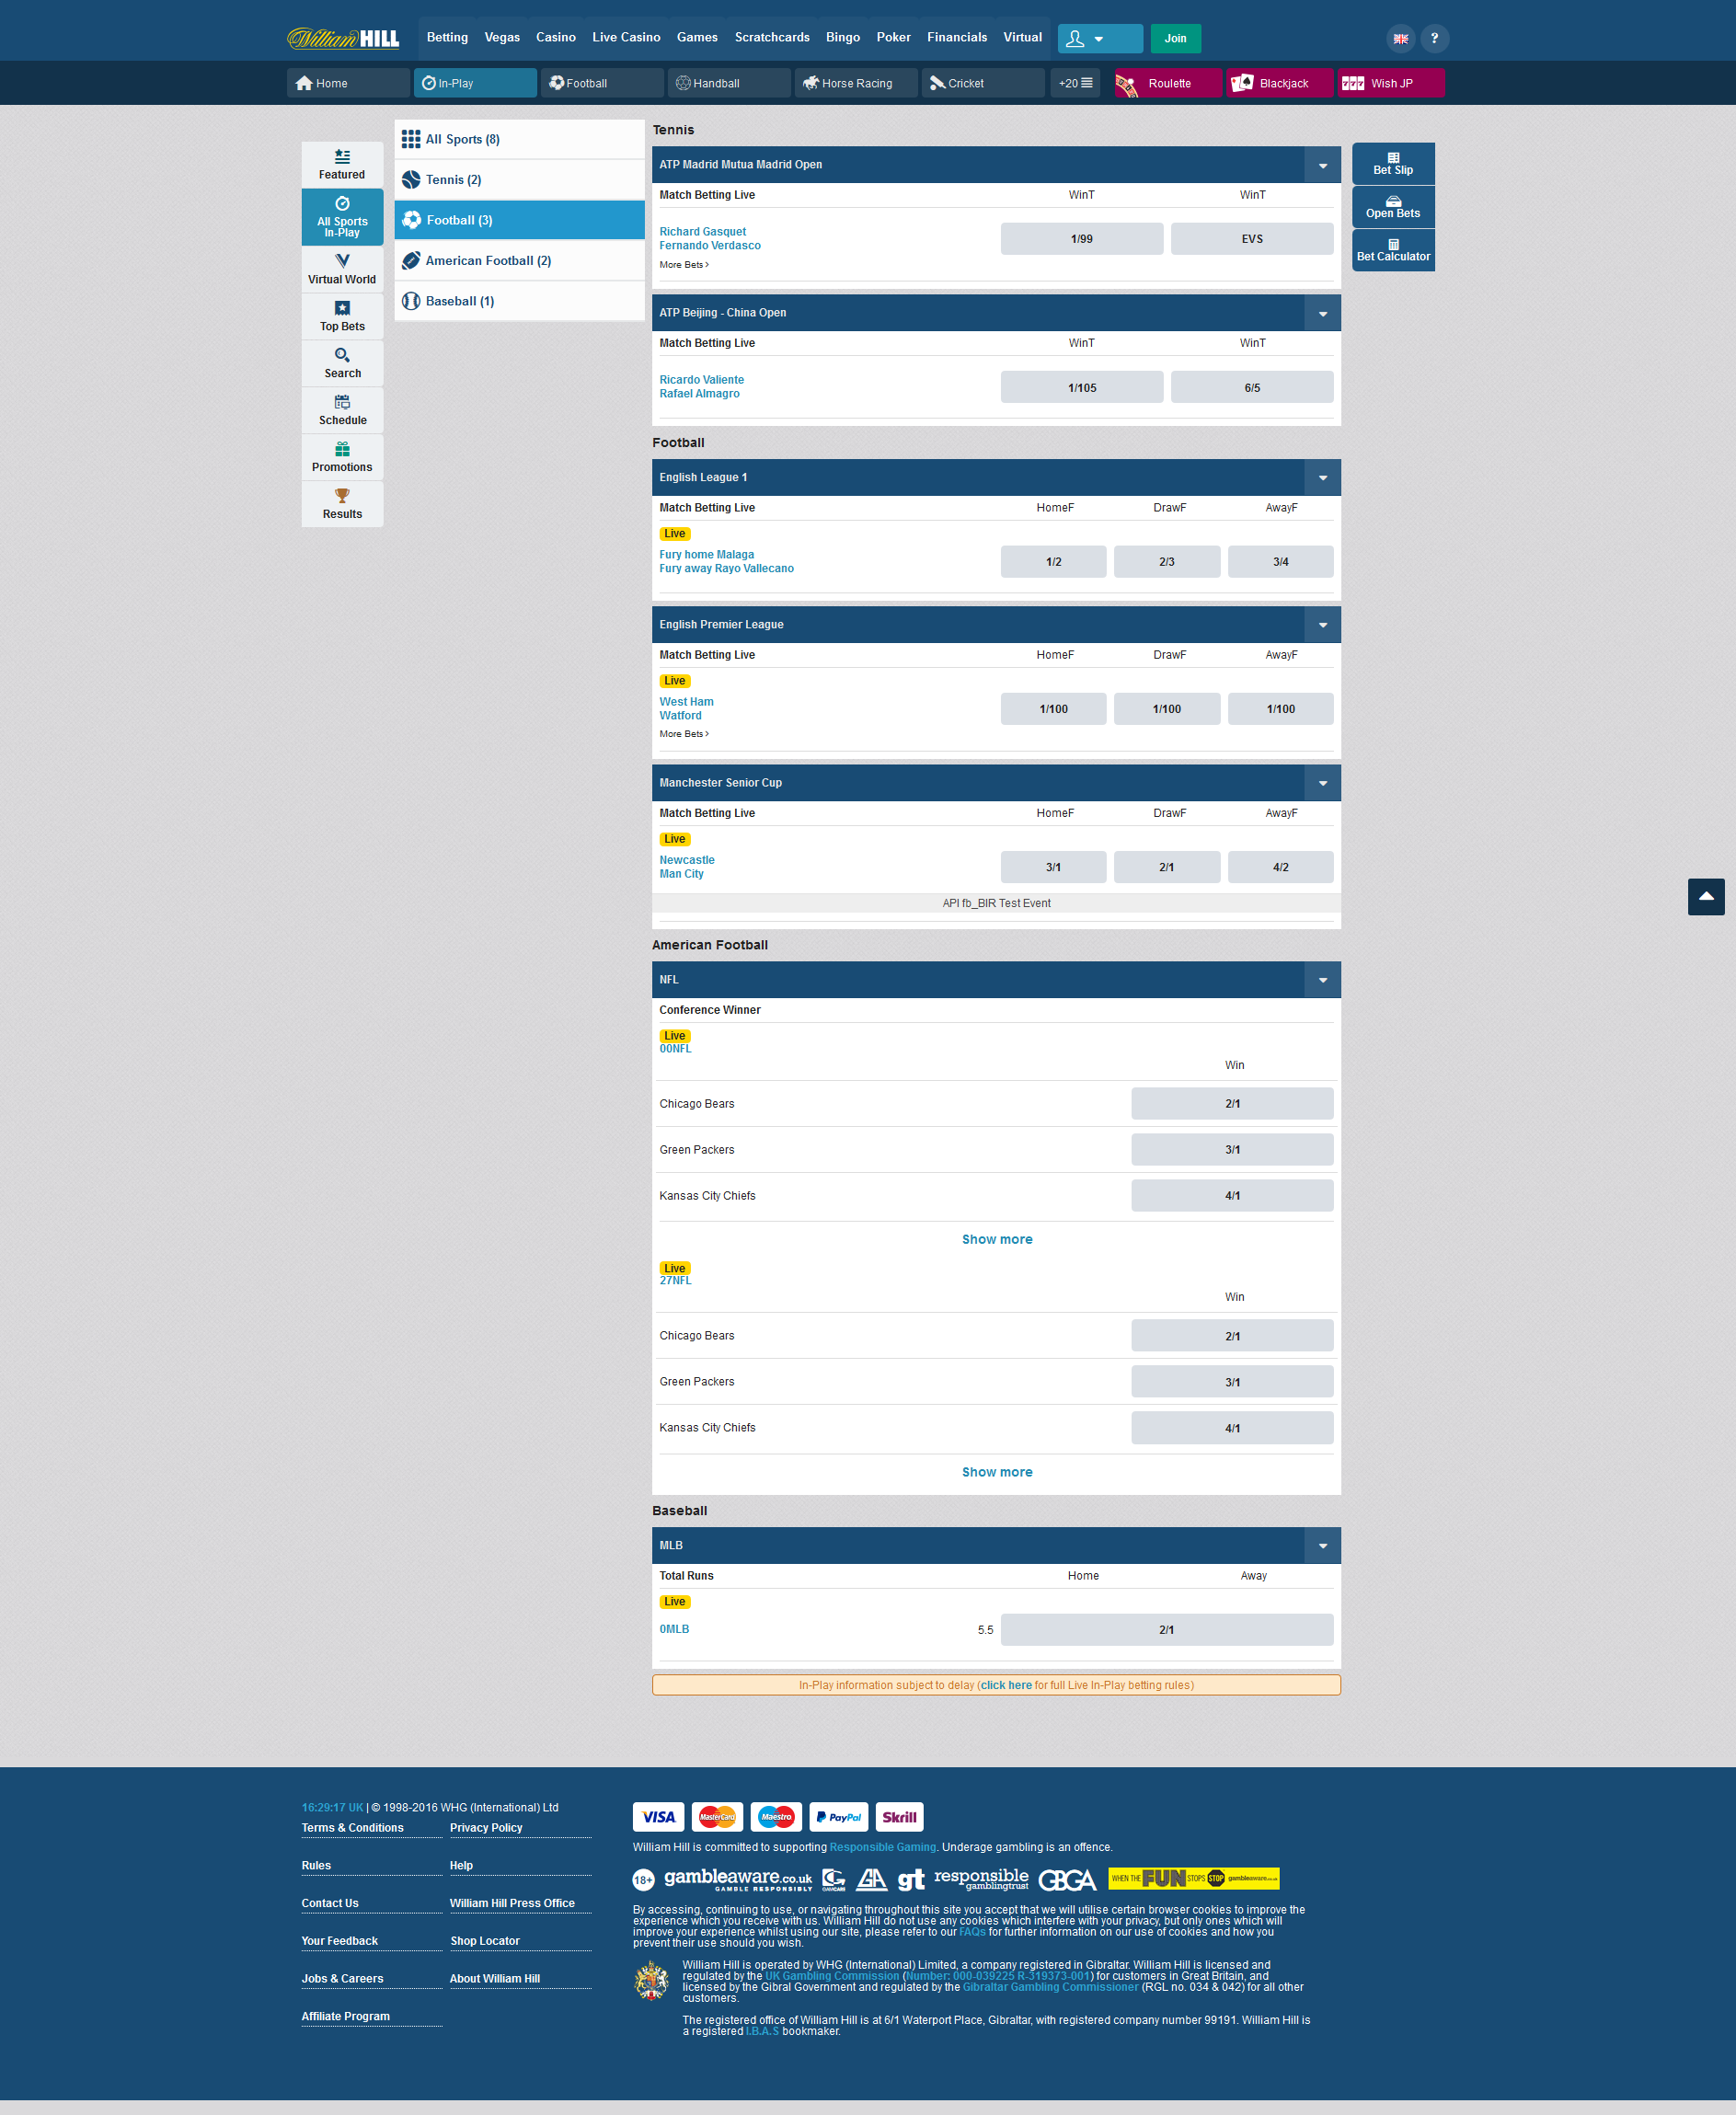 William HILL
Betting Vegas Casino Live Casino Games Scratchcards Bingo Poker Financials Virtual
Join
?
Home In-Play Football Handball Horse Racing Cricket +20 Roulette Blackjack Wish JP
Featured
All Sports
In-Play
Virtual World
Top Bets
Search
Schedule
Promotions
Results
All Sports (8)
Tennis (2)
Football (3)
American Football (2)
Baseball (1)
Tennis
ATP Madrid Mutua Madrid Open
Match Betting Live WinT WinT
Richard Gasquet
Fernando Verdasco
1/99 EVS
More Bets >
ATP Beijing - China Open
Match Betting Live WinT WinT
Ricardo Valiente
Rafael Almagro
1/105 6/5
Football
English League 1
Match Betting Live HomeF DrawF AwayF
Live
Fury home Malaga
Fury away Rayo Vallecano
1/2 2/3 3/4
English Premier League
Match Betting Live HomeF DrawF AwayF
Live
West Ham
Watford
1/100 1/100 1/100
More Bets >
Manchester Senior Cup
Match Betting Live HomeF DrawF AwayF
Live
Newcastle
Man City
3/1 2/1 4/2
API fb_BIR Test Event
American Football
NFL
Conference Winner
Live
00NFL
Win
Chicago Bears 2/1
Green Packers 3/1
Kansas City Chiefs 4/1
Show more
Live
27NFL
Win
Chicago Bears 2/1
Green Packers 3/1
Kansas City Chiefs 4/1
Show more
Baseball
MLB
Total Runs Home Away
Live
0MLB 5.5 2/1
In-Play information subject to delay (click here for full Live In-Play betting rules)
Bet Slip
Open Bets
Bet Calculator
16:29:17 UK | © 1998-2016 WHG (International) Ltd
Terms & Conditions Privacy Policy
Rules Help
Contact Us William Hill Press Office
Your Feedback Shop Locator
Jobs & Careers About William Hill
Affiliate Program
VISA MasterCard Maestro PayPal Skrill
William Hill is committed to supporting Responsible Gaming. Underage gambling is an offence.
18+ gambleaware.co.uk GAMBLE RESPONSIBLY GAMCARE GA gt responsible gamblingtrust GBGA WHEN THE FUN STOPS STOP gambleaware.co.uk
By accessing, continuing to use, or navigating throughout this site you accept that we will utilise certain browser cookies to improve the
experience which you receive with us. William Hill do not use any cookies which interfere with your privacy, but only ones which will
improve your experience whilst using our site, please refer to our FAQs for further information on our use of cookies and how you
prevent their use should you wish.
William Hill is operated by WHG (International) Limited, a company registered in Gibraltar. William Hill is licensed and
regulated by the UK Gambling Commission (Number: 000-039225 R-319373-001) for customers in Great Britain, and
licensed by the Gibral Government and regulated by the Gibraltar Gambling Commissioner (RGL no. 034 & 042) for all other
customers.
The registered office of William Hill is at 6/1 Waterport Place, Gibraltar, with registered company number 99191. William Hill is
a registered I.B.A.S bookmaker.